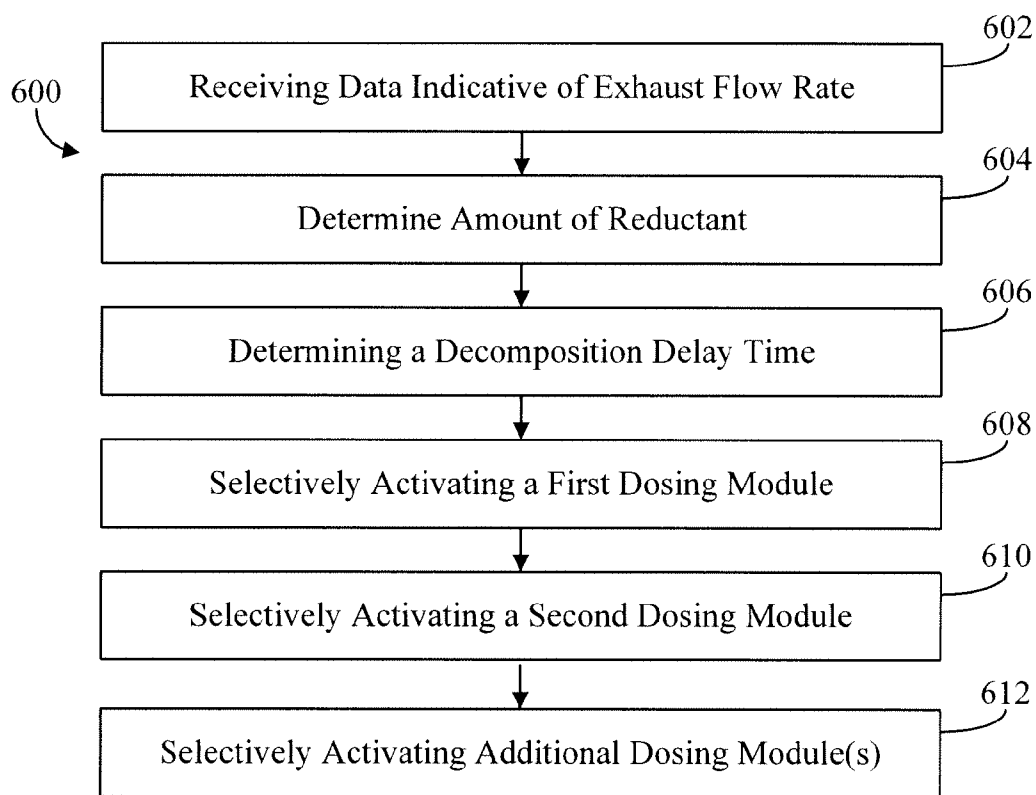 602
600
Receiving Data Indicative of Exhaust Flow Rate
604
Determine Amount of Reductant
606
Determining a Decomposition Delay Time
608
Selectively Activating a First Dosing Module
610
Selectively Activating a Second Dosing Module
612
Selectively Activating Additional Dosing Module(s)